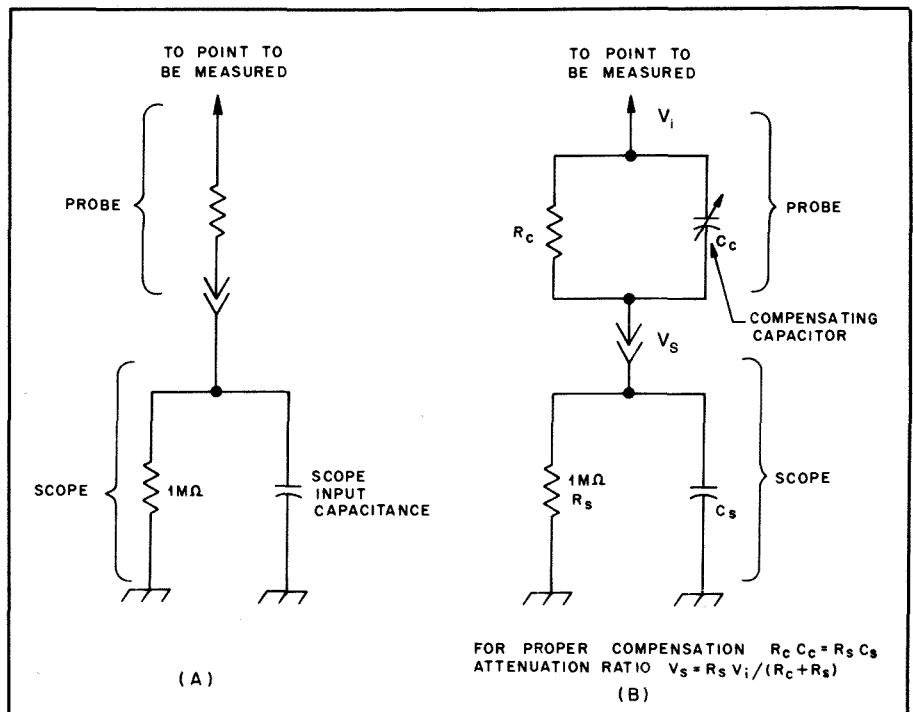 TO POINT TO
BE MEASURED
PROBE
SCOPE
1MΩ
SCOPE
INPUT
CAPACITANCE
(A)
TO POINT TO
BE MEASURED
Vi
Rc
Cc
PROBE
COMPENSATING
CAPACITOR
Vs
1MΩ
Rs
Cs
SCOPE
FOR PROPER COMPENSATION Rc Cc = Rs Cs
ATTENUATION RATIO Vs = Rs Vi / (Rc + Rs)
(B)